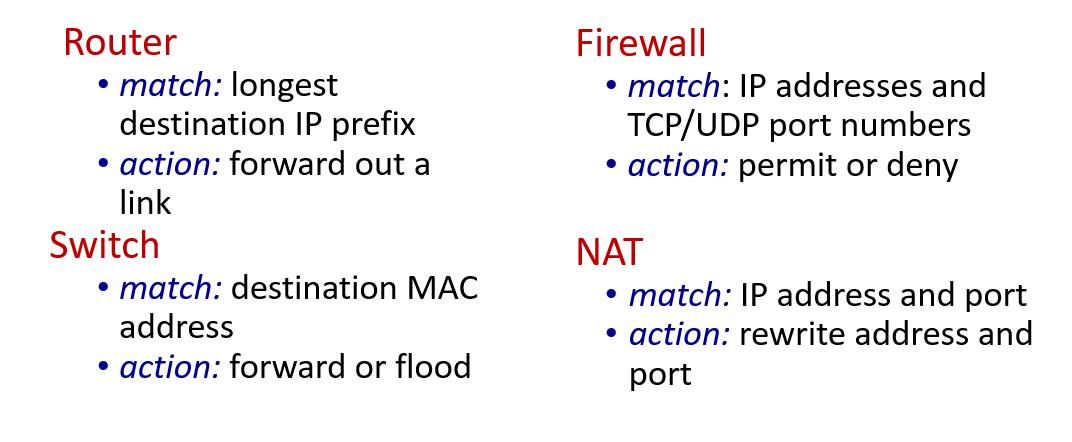 Router
• match: longest
destination IP prefix
• action: forward out a
link
Switch
• match: destination MAC
address
• action: forward or flood
Firewall
• match: IP addresses and
TCP/UDP port numbers
• action: permit or deny
NAT
• match: IP address and port
• action: rewrite address and
port